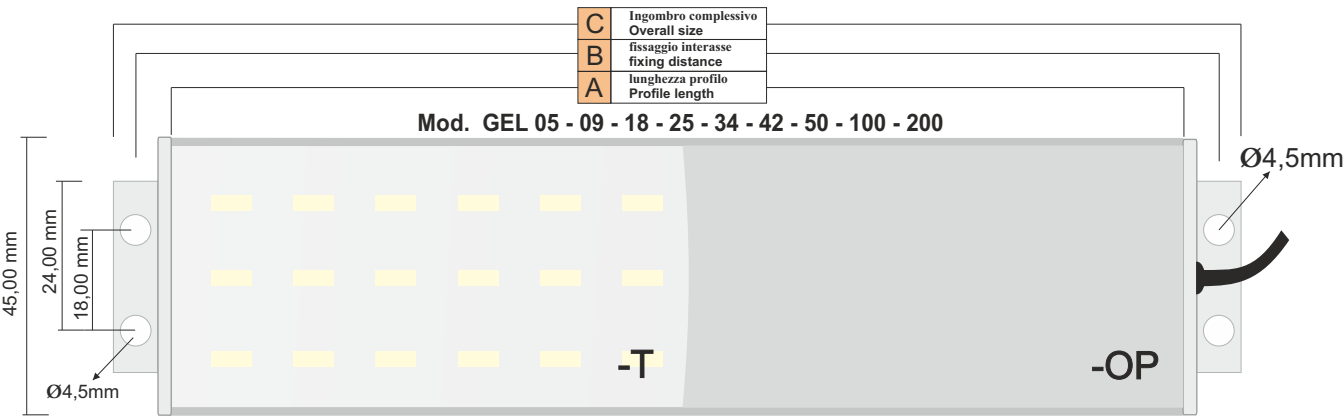 C Ingombro complessivo
Overall size
B fissaggio interasse
fixing distance
A lunghezza profilo
Profile length
Mod. GEL 05 - 09 - 18 - 25 - 34 - 42 - 50 - 100 - 200
Ø4,5mm
45,00 mm
24,00 mm
18,00 mm
Ø4,5mm
-T
-OP